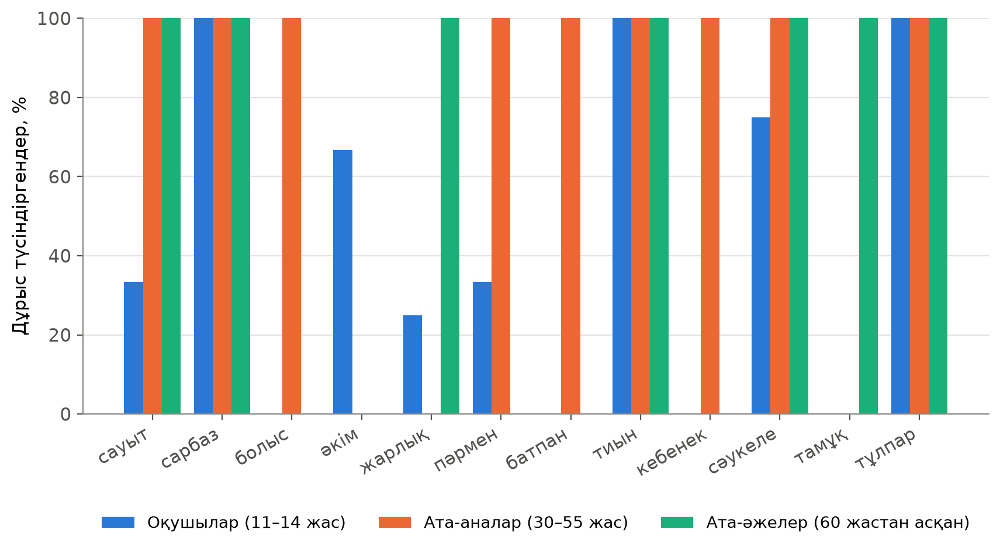 Дұрыс түсіндіргендер, %
100
80
60
40
20
0
сауыт сарбаз болыс әкім жарлық пәрмен батпан тиын кебенек сәукеле тамұқ тұлпар
Оқушылар (11–14 жас) Ата-аналар (30–55 жас) Ата-әжелер (60 жастан асқан)